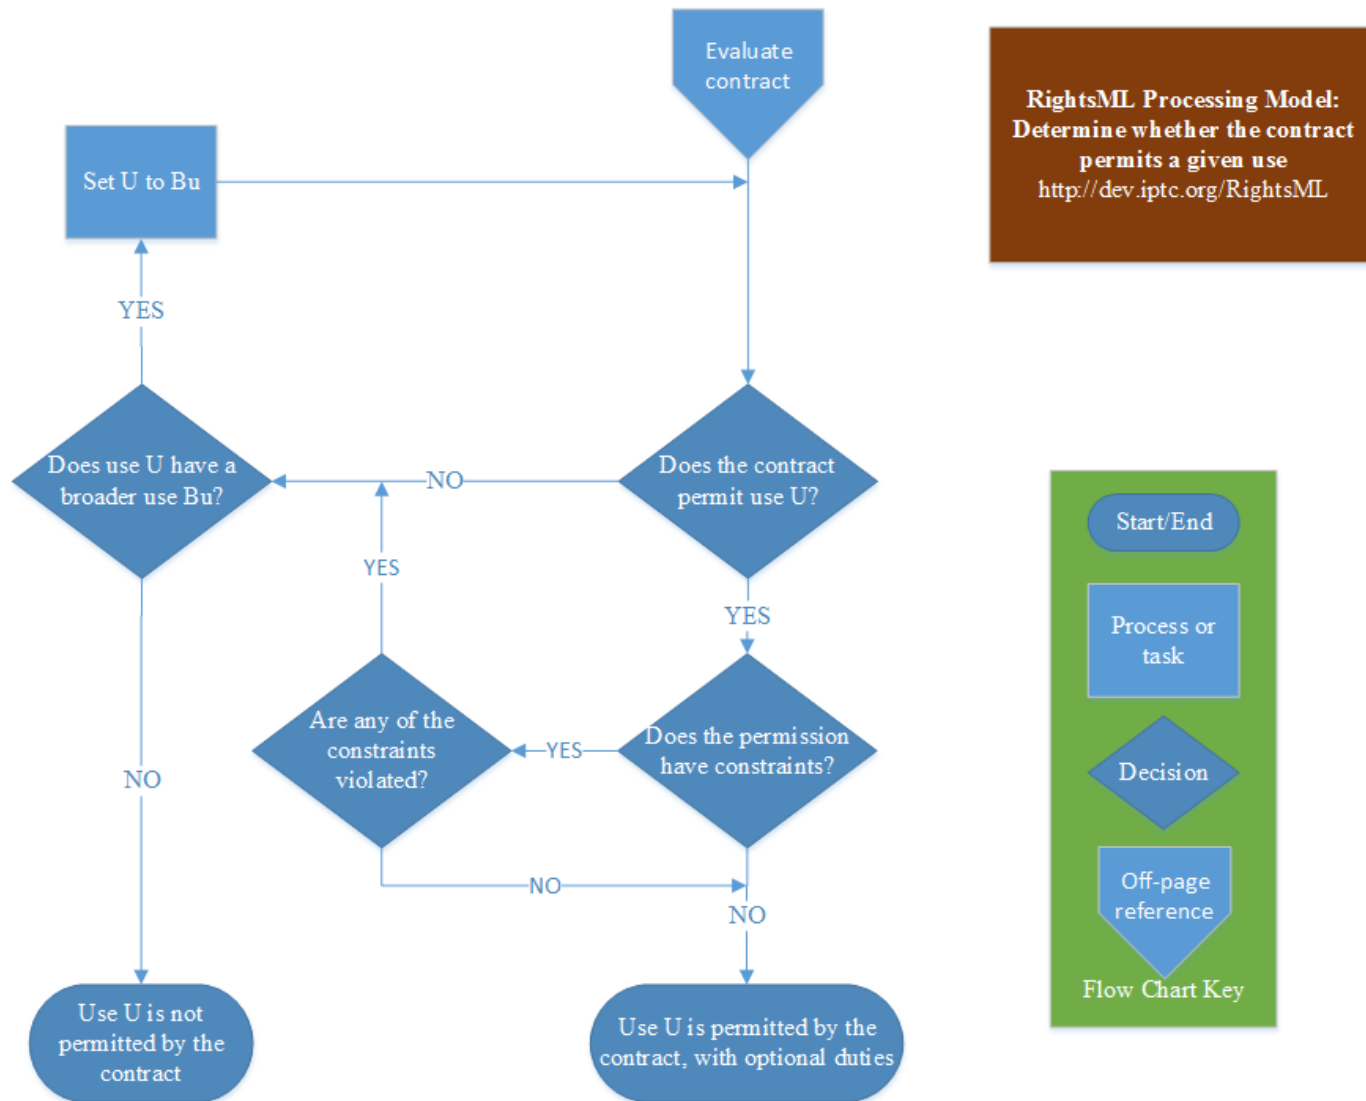 Evaluate
contract
RightsML Processing Model:
Determine whether the contract
permits a given use
http://dev.iptc.org/RightsML
Set U to Bu
YES
Does use U have a
broader use Bu?
NO
Does the contract
permit use U?
YES
YES
Are any of the
constraints
violated?
YES
Does the permission
have constraints?
NO
NO
NO
Use U is not
permitted by the
contract
Use U is permitted by the
contract, with optional duties
Start/End
Process or
task
Decision
Off-page
reference
Flow Chart Key